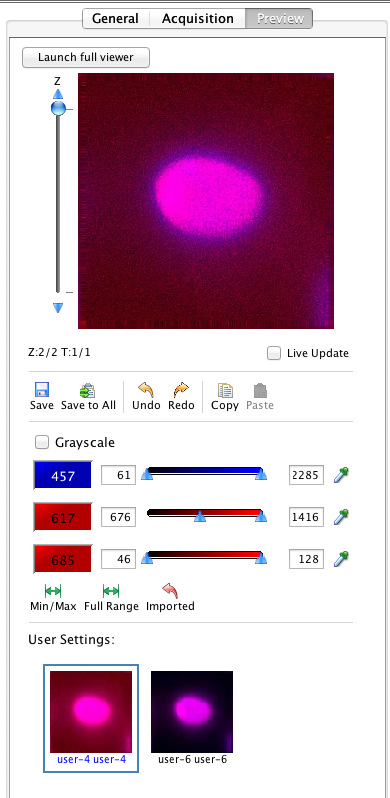 General Acquisition Preview
Launch full viewer
Z
Z:2/2 T:1/1 Live Update
Save Save to All Undo Redo Copy Paste
Grayscale
457 61 2285
617 676 1416
685 46 128
Min/Max Full Range Imported
User Settings:
user-4 user-4 user-6 user-6